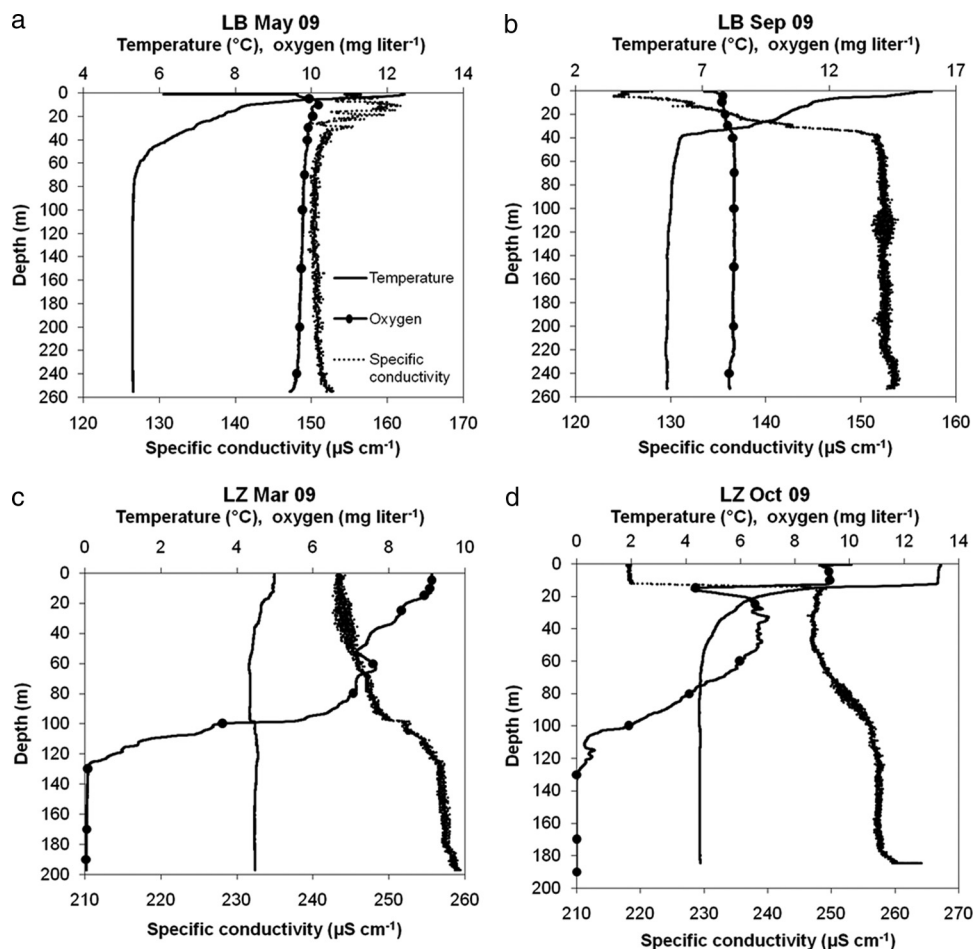 a
LB May 09
Temperature (°C), oxygen (mg liter⁻¹)
4 6 8 10 12 14
0
20
40
60
80
100
120
140
160
180
200
220
240
260
Depth (m)
Temperature
Oxygen
Specific
conductivity
120 130 140 150 160 170
Specific conductivity (µS cm⁻¹)
b
LB Sep 09
Temperature (°C), oxygen (mg liter⁻¹)
2 7 12 17
0
20
40
60
80
100
120
140
160
180
200
220
240
260
Depth (m)
120 130 140 150 160
Specific conductivity (µS cm⁻¹)
c
LZ Mar 09
Temperature (°C), oxygen (mg liter⁻¹)
0 2 4 6 8 10
0
20
40
60
80
100
120
140
160
180
200
Depth (m)
210 220 230 240 250 260
Specific conductivity (µS cm⁻¹)
d
LZ Oct 09
Temperature (°C), oxygen (mg liter⁻¹)
0 2 4 6 8 10 12 14
0
20
40
60
80
100
120
140
160
180
200
Depth (m)
210 220 230 240 250 260 270
Specific conductivity (µS cm⁻¹)